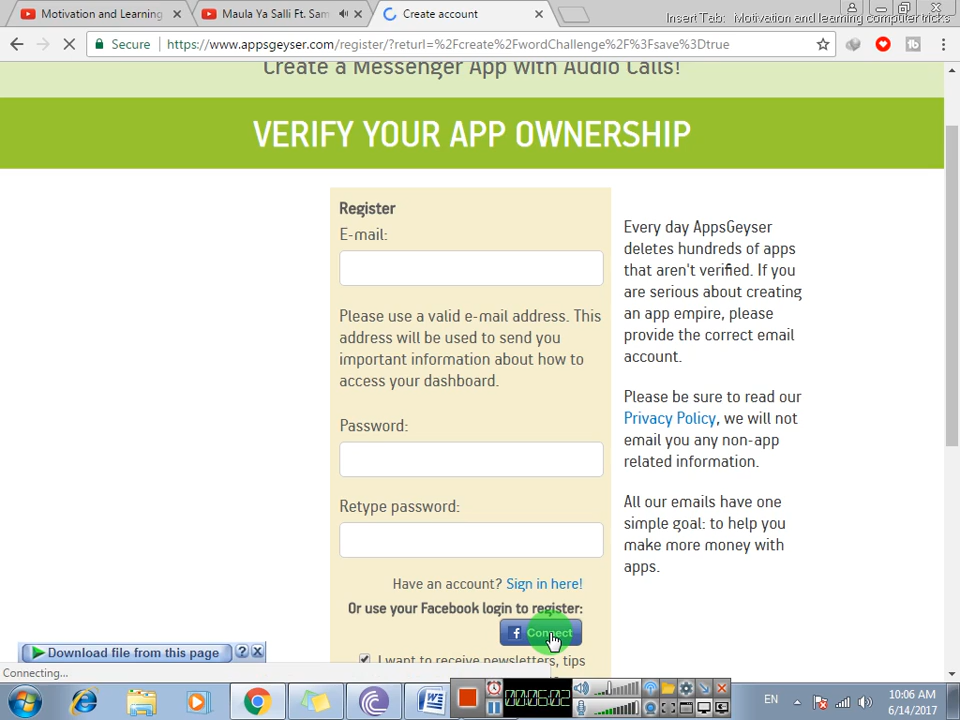 Motivation and Learning
Maula Ya Salli Ft. Sam
Create account
Insert Tab: Motivation and learning computer tricks
Secure
https://www.appsgeyser.com/register/?returl=%2Fcreate%2FwordChallenge%2F%3Fsave%3Dtrue
Create a Messenger App with Audio Calls!
VERIFY YOUR APP OWNERSHIP
Register
E-mail:
Please use a valid e-mail address. This
address will be used to send you
important information about how to
access your dashboard.
Password:
Retype password:
Have an account? Sign in here!
Or use your Facebook login to register:
Connect
I want to receive newsletters, tips
Every day AppsGeyser
deletes hundreds of apps
that aren't verified. If you
are serious about creating
an app empire, please
provide the correct email
account.
Please be sure to read our
Privacy Policy, we will not
email you any non-app
related information.
All our emails have one
simple goal: to help you
make more money with
apps.
Download file from this page
Connecting...
EN
10:06 AM
6/14/2017